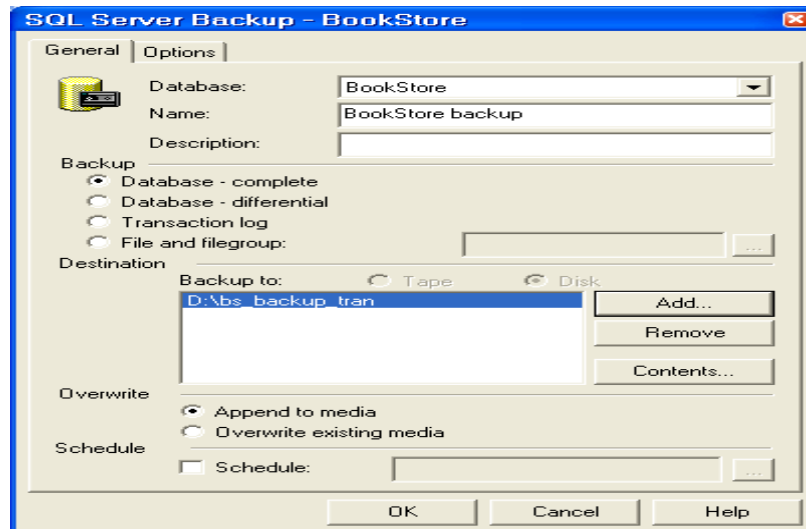 SQL Server Backup - BookStore
General
Options
Database: BookStore
Name: BookStore backup
Description:
Backup
Database - complete
Database - differential
Transaction log
File and filegroup: ...
Destination
Backup to: Tape Disk
D:\bs_backup_tran
Add...
Remove
Contents...
Overwrite
Append to media
Overwrite existing media
Schedule
Schedule: ...
OK Cancel Help